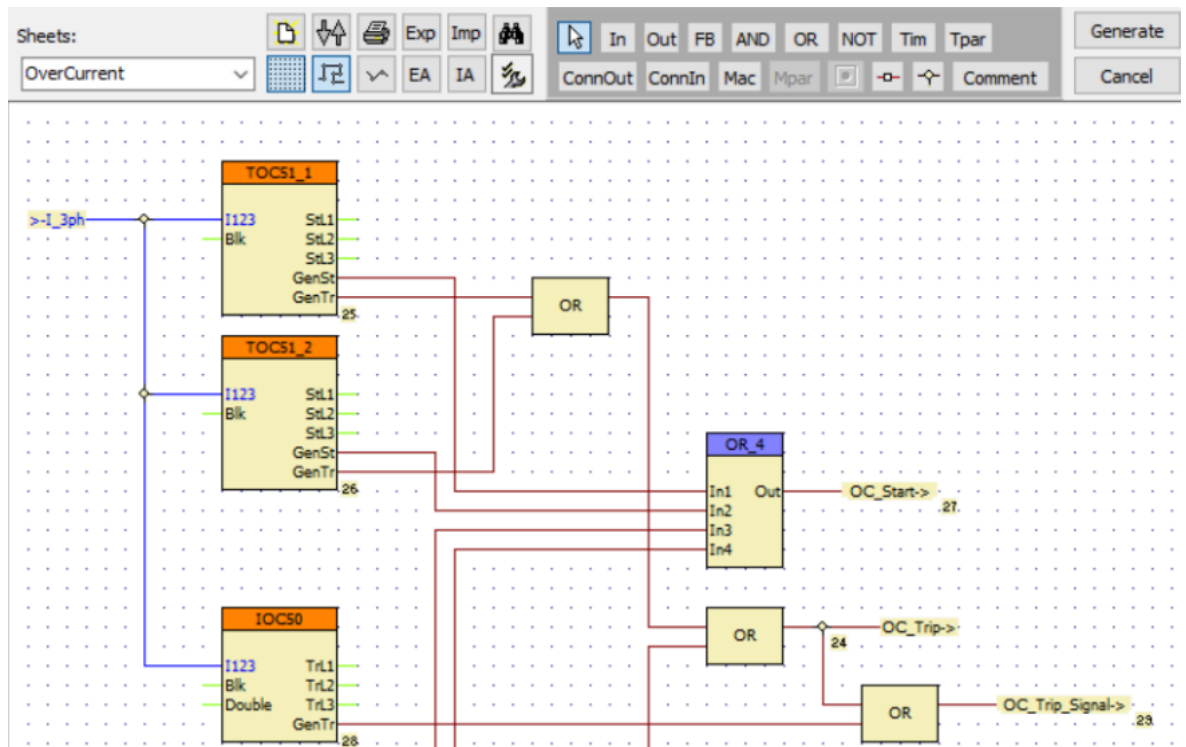 Sheets:
OverCurrent
Exp
Imp
EA
IA
In
Out
FB
AND
OR
NOT
Tim
Tpar
ConnOut
ConnIn
Mac
Mpar
Comment
Generate
Cancel
>-I_3ph
TOC51_1
I123
Blk
StL1
StL2
StL3
GenSt
GenTr
25
OR
TOC51_2
I123
Blk
StL1
StL2
StL3
GenSt
GenTr
26
OR_4
In1
In2
In3
In4
Out
OC_Start->
27
IOC50
I123
Blk
Double
TrL1
TrL2
TrL3
GenTr
28
OR
OC_Trip->
24
OR
OC_Trip_Signal->
29